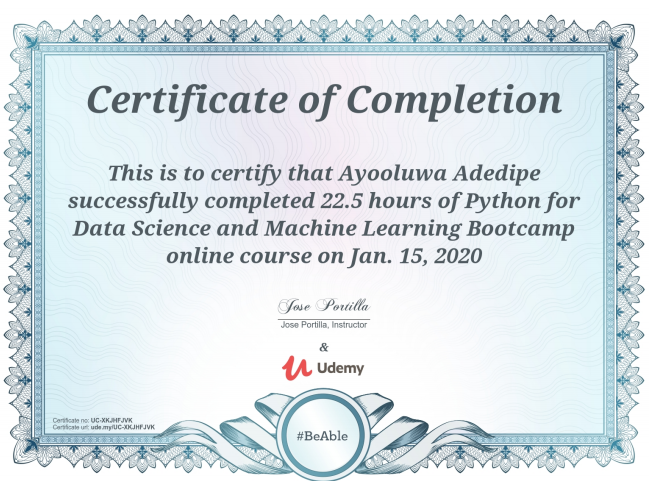 Certificate of Completion
This is to certify that Ayooluwa Adedipe
successfully completed 22.5 hours of Python for
Data Science and Machine Learning Bootcamp
online course on Jan. 15, 2020
Jose Portilla
Jose Portilla, Instructor
&
Udemy
Certificate no: UC-XKJHFJVK
Certificate url: ude.my/UC-XKJHFJVK
#BeAble